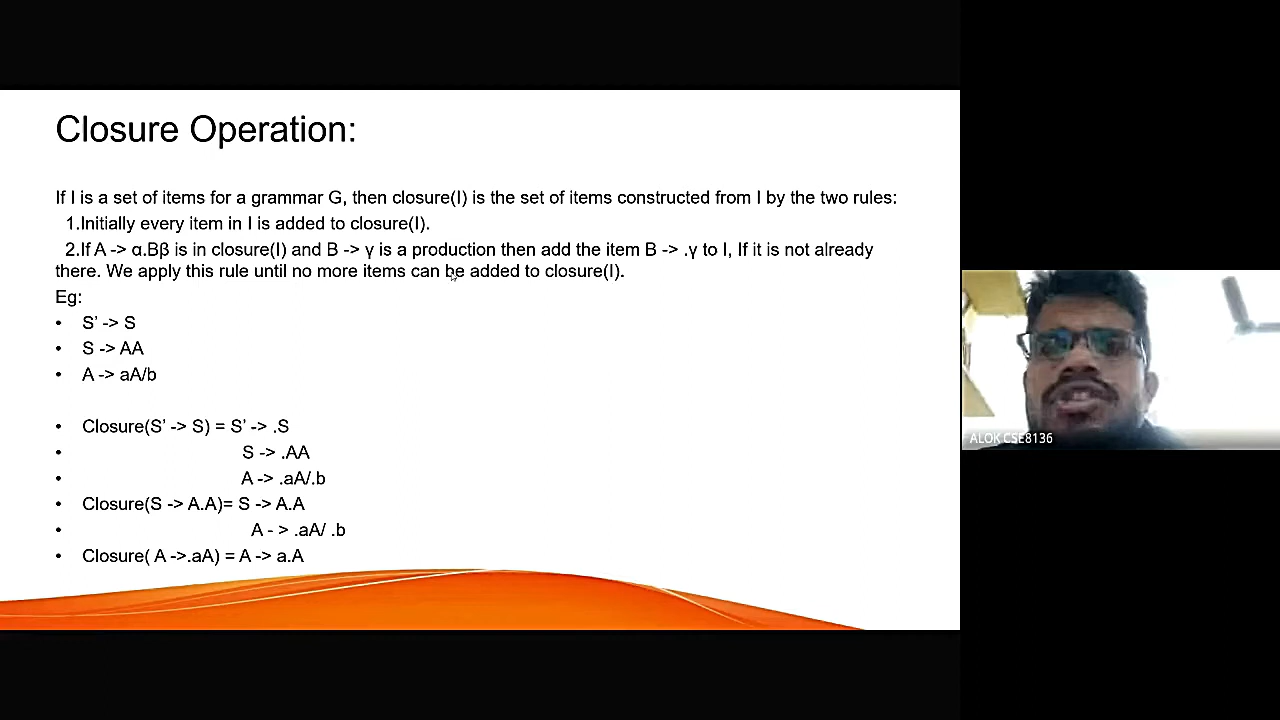 Closure Operation:
If I is a set of items for a grammar G, then closure(I) is the set of items constructed from I by the two rules:
1.Initially every item in I is added to closure(I).
2.If A -> α.Bβ is in closure(I) and B -> γ is a production then add the item B -> .γ to I, If it is not already
there. We apply this rule until no more items can be added to closure(I).
Eg:
• S’ -> S
• S -> AA
• A -> aA/b
• Closure(S’ -> S) = S’ -> .S
• S -> .AA
• A -> .aA/.b
• Closure(S -> A.A)= S -> A.A
• A - > .aA/ .b
• Closure( A ->.aA) = A -> a.A
ALOK CSE8136